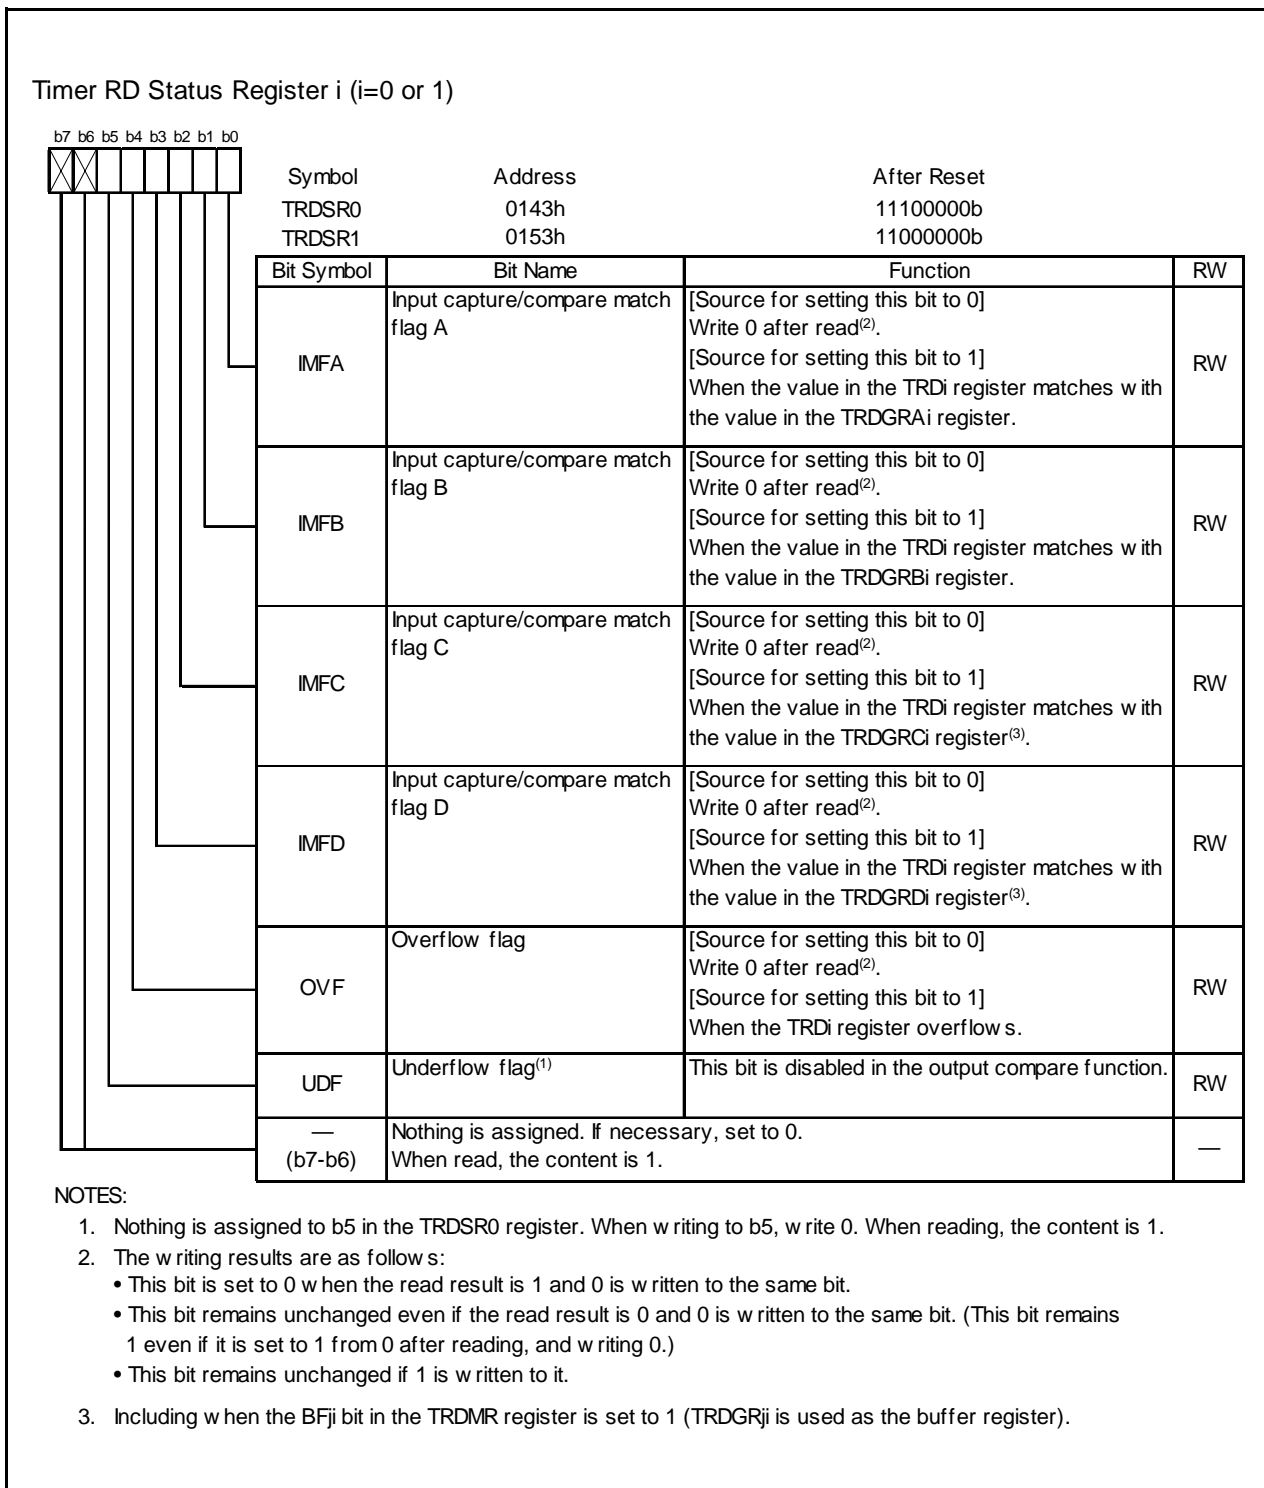 Timer RD Status Register i (i=0 or 1)
b7 b6 b5 b4 b3 b2 b1 b0
Symbol Address After Reset
TRDSR0 0143h 11100000b
TRDSR1 0153h 11000000b
Bit Symbol Bit Name Function RW
IMFA
Input capture/compare match
flag A
[Source for setting this bit to 0]
Write 0 after read(2).
[Source for setting this bit to 1]
When the value in the TRDi register matches with
the value in the TRDGRAi register.
RW
IMFB
Input capture/compare match
flag B
[Source for setting this bit to 0]
Write 0 after read(2).
[Source for setting this bit to 1]
When the value in the TRDi register matches with
the value in the TRDGRBi register.
RW
IMFC
Input capture/compare match
flag C
[Source for setting this bit to 0]
Write 0 after read(2).
[Source for setting this bit to 1]
When the value in the TRDi register matches with
the value in the TRDGRCi register(3).
RW
IMFD
Input capture/compare match
flag D
[Source for setting this bit to 0]
Write 0 after read(2).
[Source for setting this bit to 1]
When the value in the TRDi register matches with
the value in the TRDGRDi register(3).
RW
OVF
Overflow flag
[Source for setting this bit to 0]
Write 0 after read(2).
[Source for setting this bit to 1]
When the TRDi register overflows.
RW
UDF
Underflow flag(1)
This bit is disabled in the output compare function.
RW
—
(b7-b6)
Nothing is assigned. If necessary, set to 0.
When read, the content is 1.
—
NOTES:
1. Nothing is assigned to b5 in the TRDSR0 register. When writing to b5, write 0. When reading, the content is 1.
2. The writing results are as follows:
• This bit is set to 0 when the read result is 1 and 0 is written to the same bit.
• This bit remains unchanged even if the read result is 0 and 0 is written to the same bit. (This bit remains
1 even if it is set to 1 from 0 after reading, and writing 0.)
• This bit remains unchanged if 1 is written to it.
3. Including when the BFji bit in the TRDMR register is set to 1 (TRDGRji is used as the buffer register).